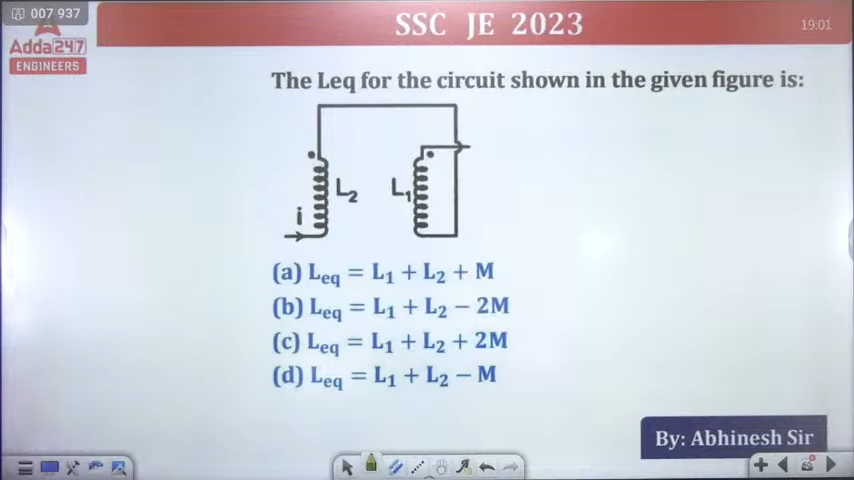 007 937
SSC JE 2023
19:01
Adda247
ENGINEERS
The Leq for the circuit shown in the given figure is:
L₂
L₁
i
(a) Leq = L₁ + L₂ + M
(b) Leq = L₁ + L₂ − 2M
(c) Leq = L₁ + L₂ + 2M
(d) Leq = L₁ + L₂ − M
By: Abhinesh Sir